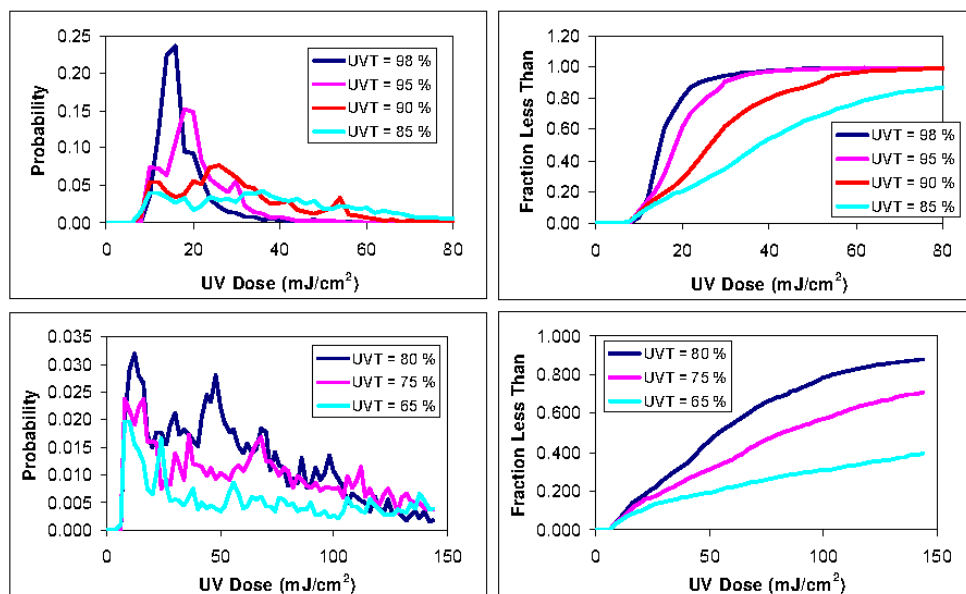 0.25
0.20
0.15
0.10
0.05
0.00
Probability
UVT = 98 %
UVT = 95 %
UVT = 90 %
UVT = 85 %
0 20 40 60 80
UV Dose (mJ/cm²)
1.20
1.00
0.80
0.60
0.40
0.20
0.00
Fraction Less Than
UVT = 98 %
UVT = 95 %
UVT = 90 %
UVT = 85 %
0 20 40 60 80
UV Dose (mJ/cm²)
0.035
0.030
0.025
0.020
0.015
0.010
0.005
0.000
Probability
UVT = 80 %
UVT = 75 %
UVT = 65 %
0 50 100 150
UV Dose (mJ/cm²)
1.000
0.800
0.600
0.400
0.200
0.000
Fraction Less Than
UVT = 80 %
UVT = 75 %
UVT = 65 %
0 50 100 150
UV Dose (mJ/cm²)